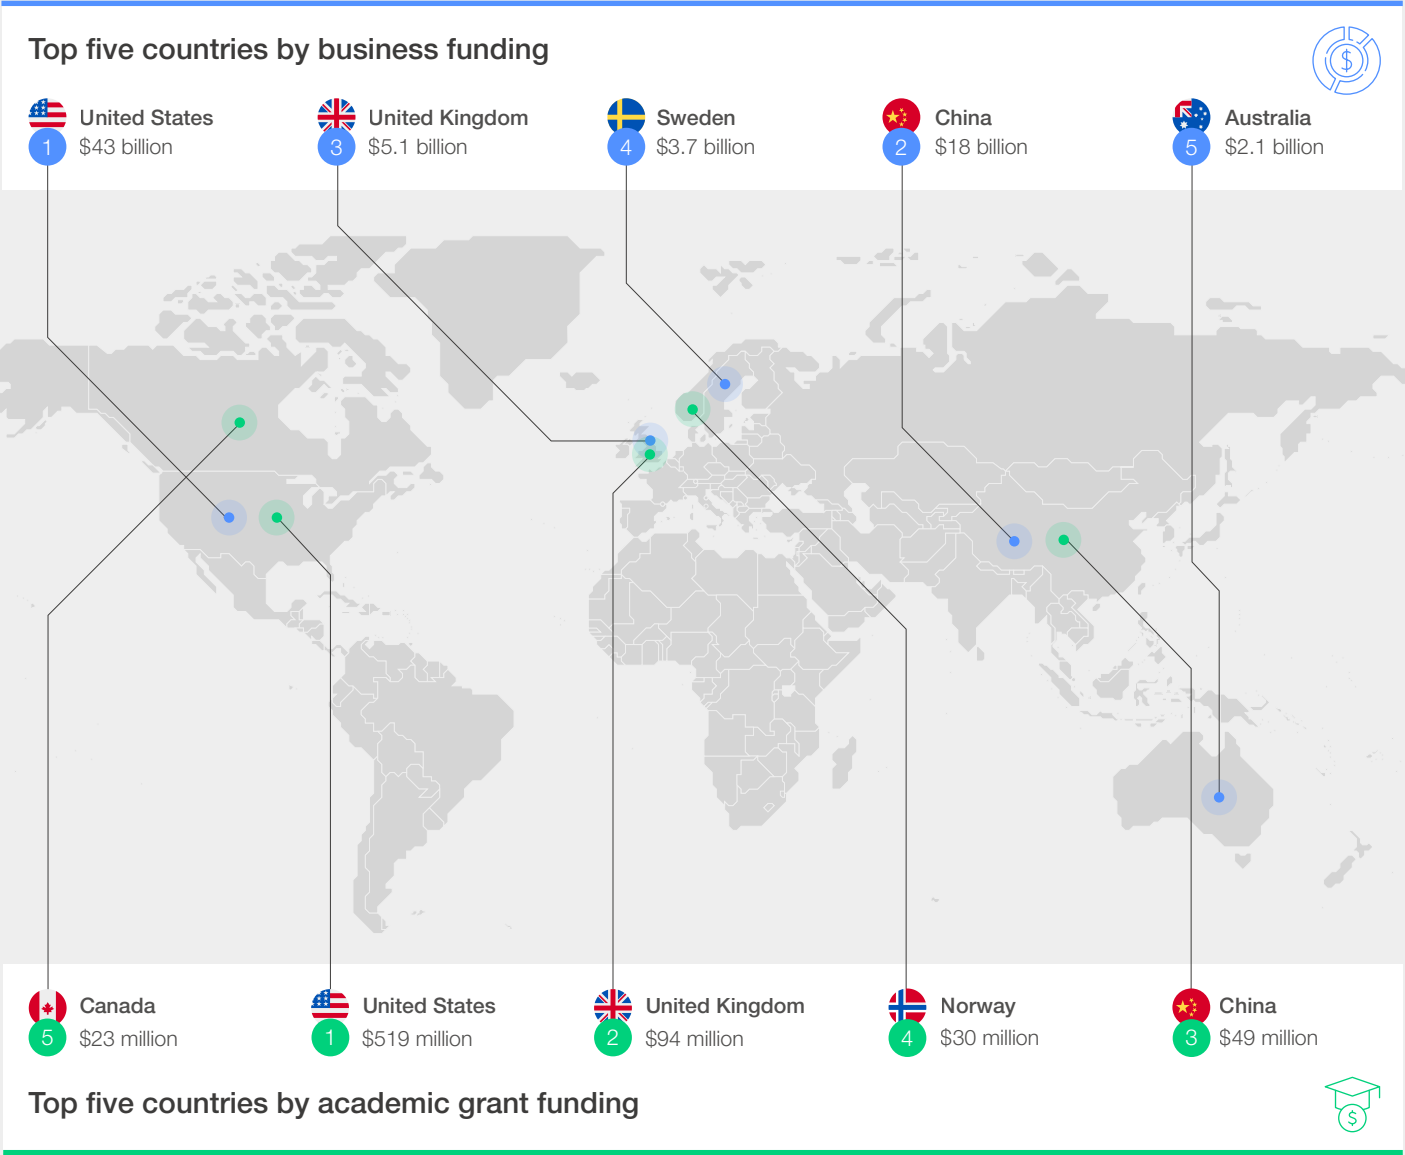 Top five countries by business funding
$
United States
1
$43 billion
United Kingdom
3
$5.1 billion
Sweden
4
$3.7 billion
China
2
$18 billion
Australia
5
$2.1 billion
Canada
5
$23 million
United States
1
$519 million
United Kingdom
2
$94 million
Norway
4
$30 million
China
3
$49 million
Top five countries by academic grant funding
$